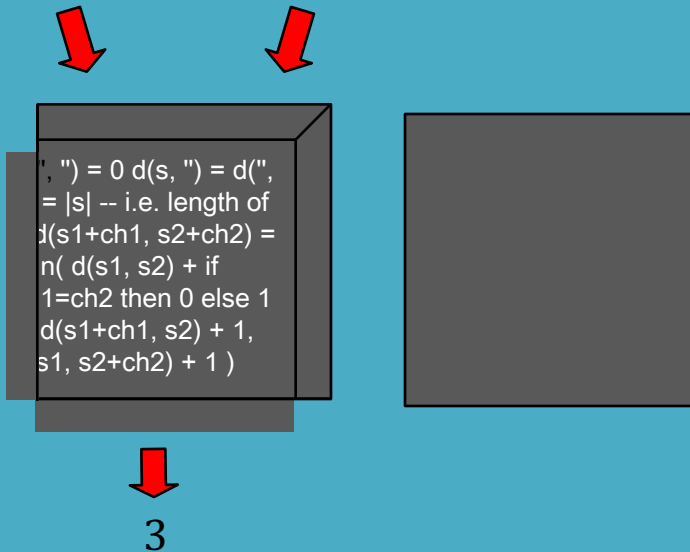 ", ") = 0 d(s, '') = d('',
= |s| -- i.e. length of
d(s1+ch1, s2+ch2) =
n( d(s1, s2) + if
1=ch2 then 0 else 1
d(s1+ch1, s2) + 1,
s1, s2+ch2) + 1 )
3